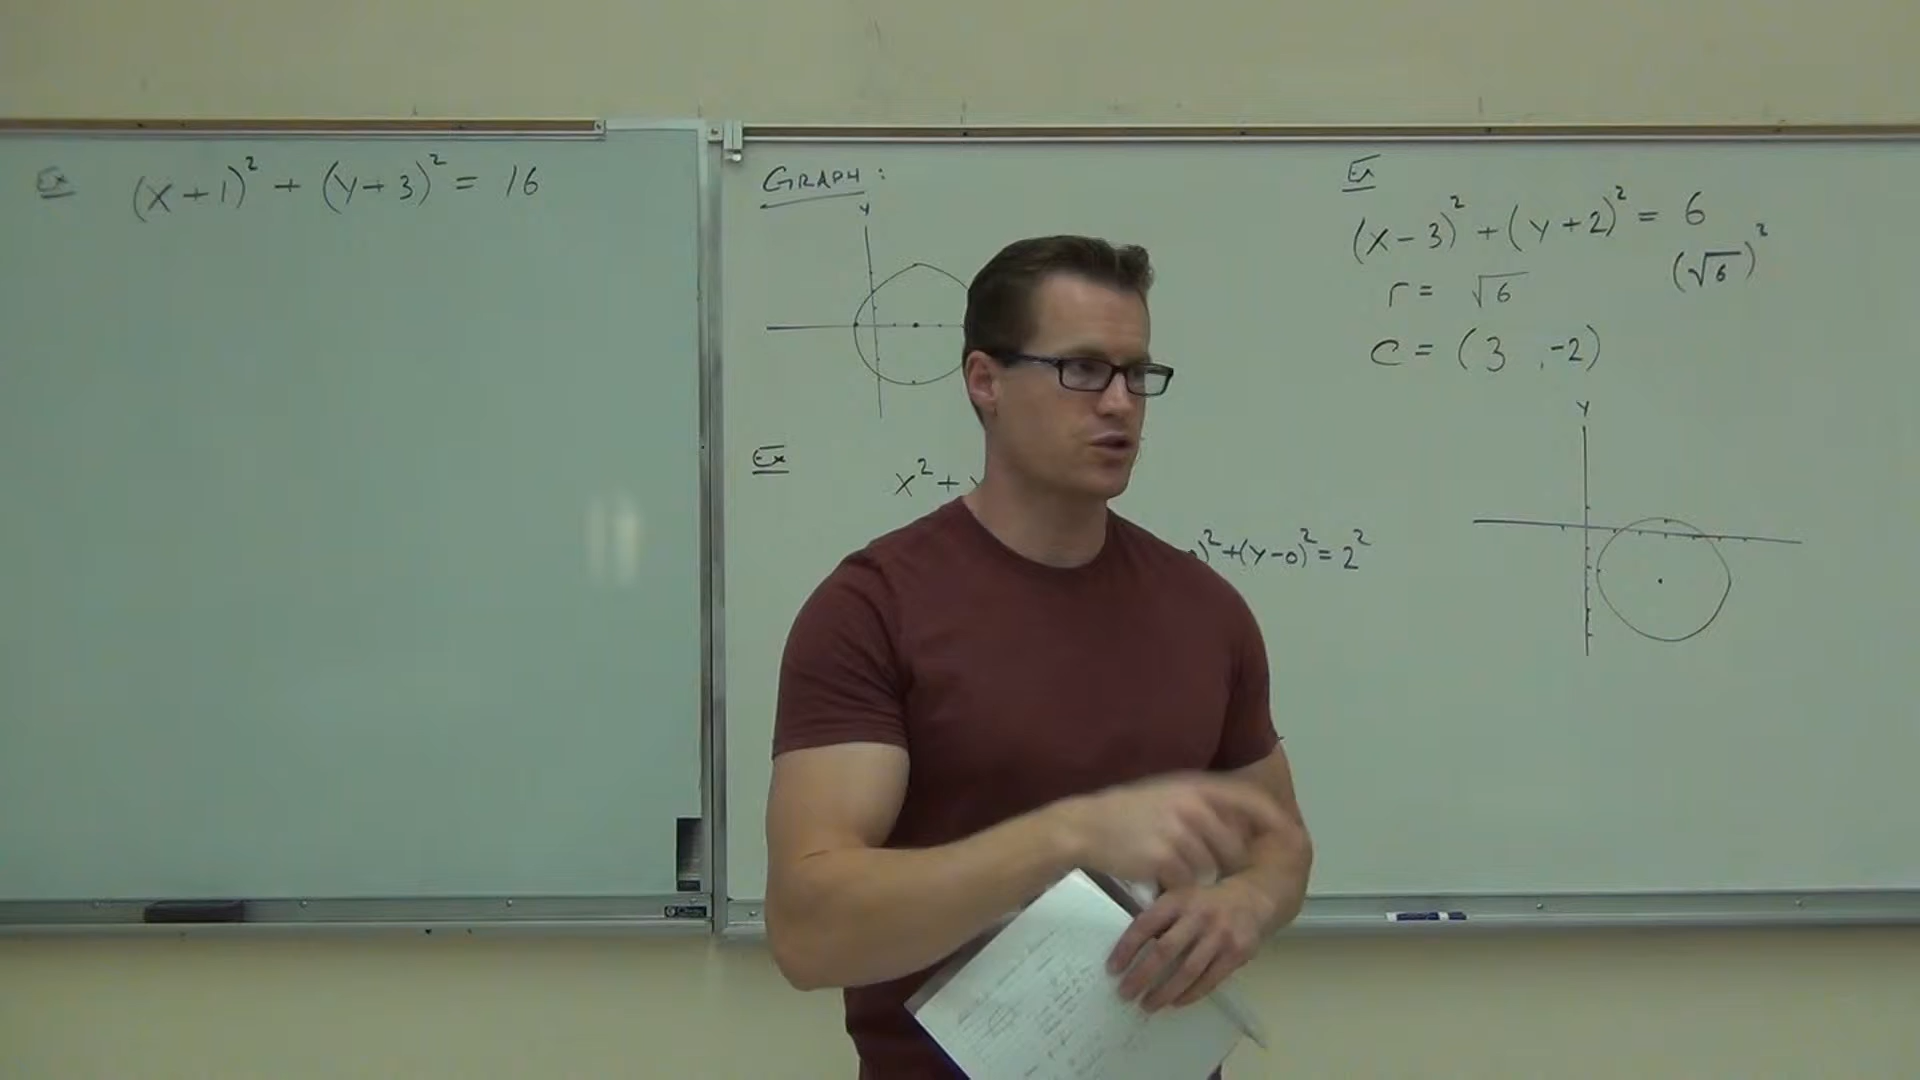 Ex (x+1)² + (y+3)² = 16
GRAPH:
y
Ex x² +
)² + (y-0)² = 2²
Ex
(x-3)² + (y+2)² = 6
(√6)²
r = √6
c = (3, -2)
y